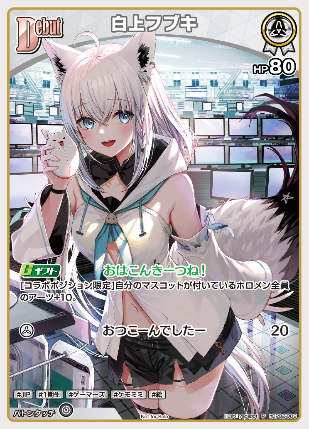 Debut
白上フブキ
HP 80
ギフト おはこんきーつね！
[コラボポジション限定]自分のマスコットが付いているホロメン全員
のアーツ+10。
おつこーんでしたー 20
#JP #1期生 #ゲーマーズ #ケモミミ #絵
バトンタッチ